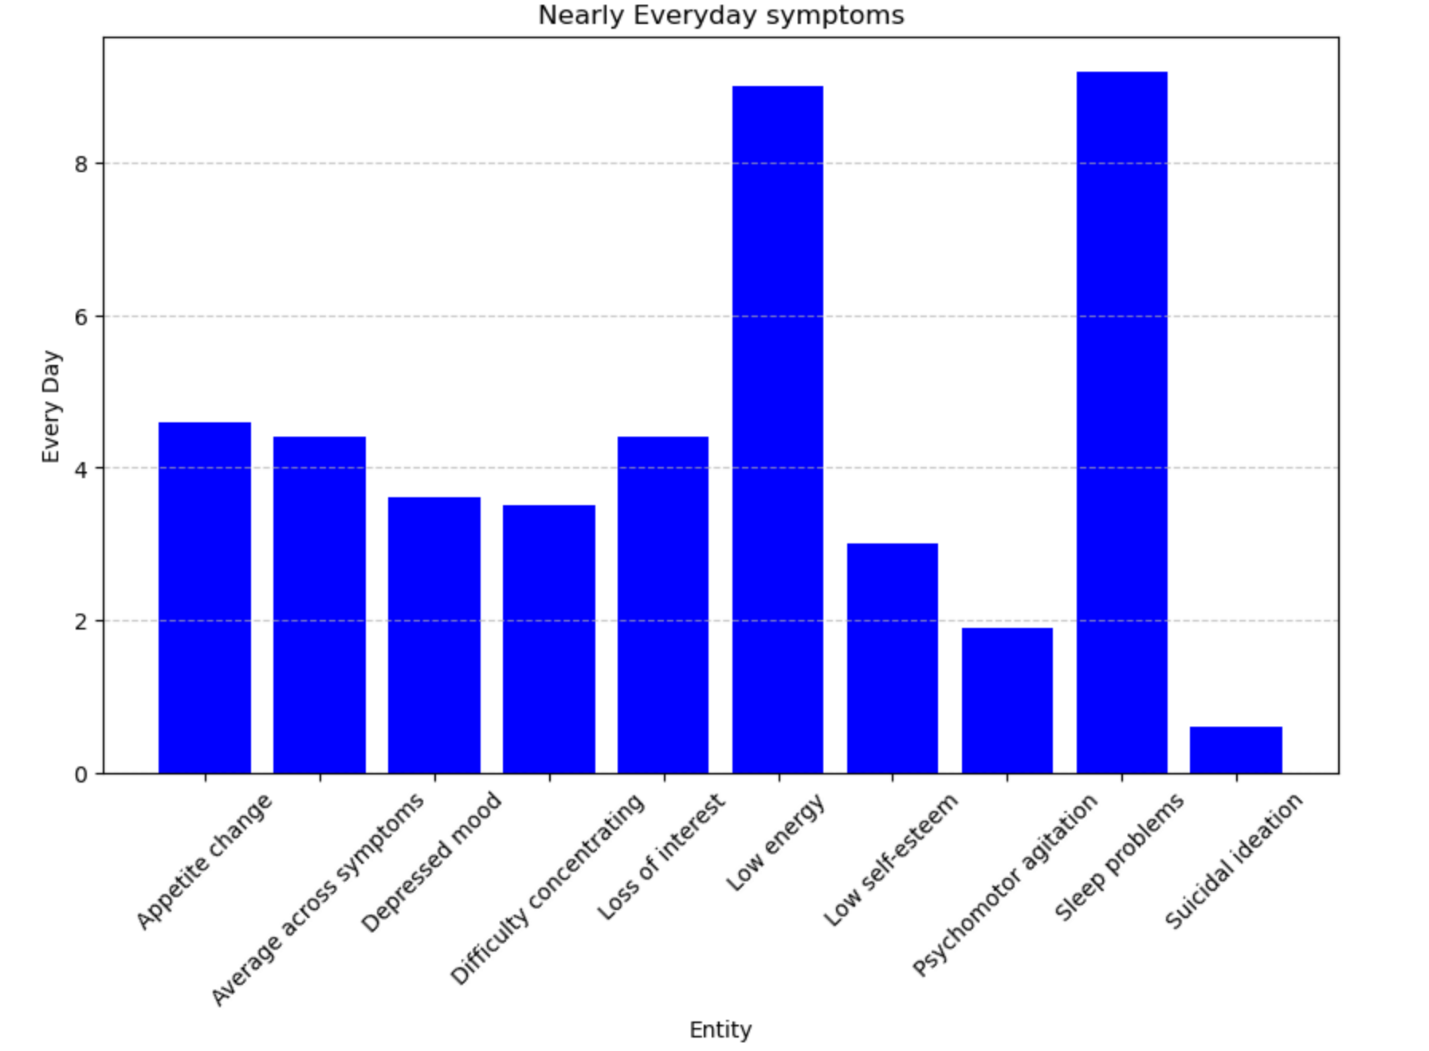 Nearly Everyday symptoms
Every Day
8
6
4
2
0
Appetite change
Average across symptoms
Depressed mood
Difficulty concentrating
Loss of interest
Low energy
Low self-esteem
Psychomotor agitation
Sleep problems
Suicidal ideation
Entity